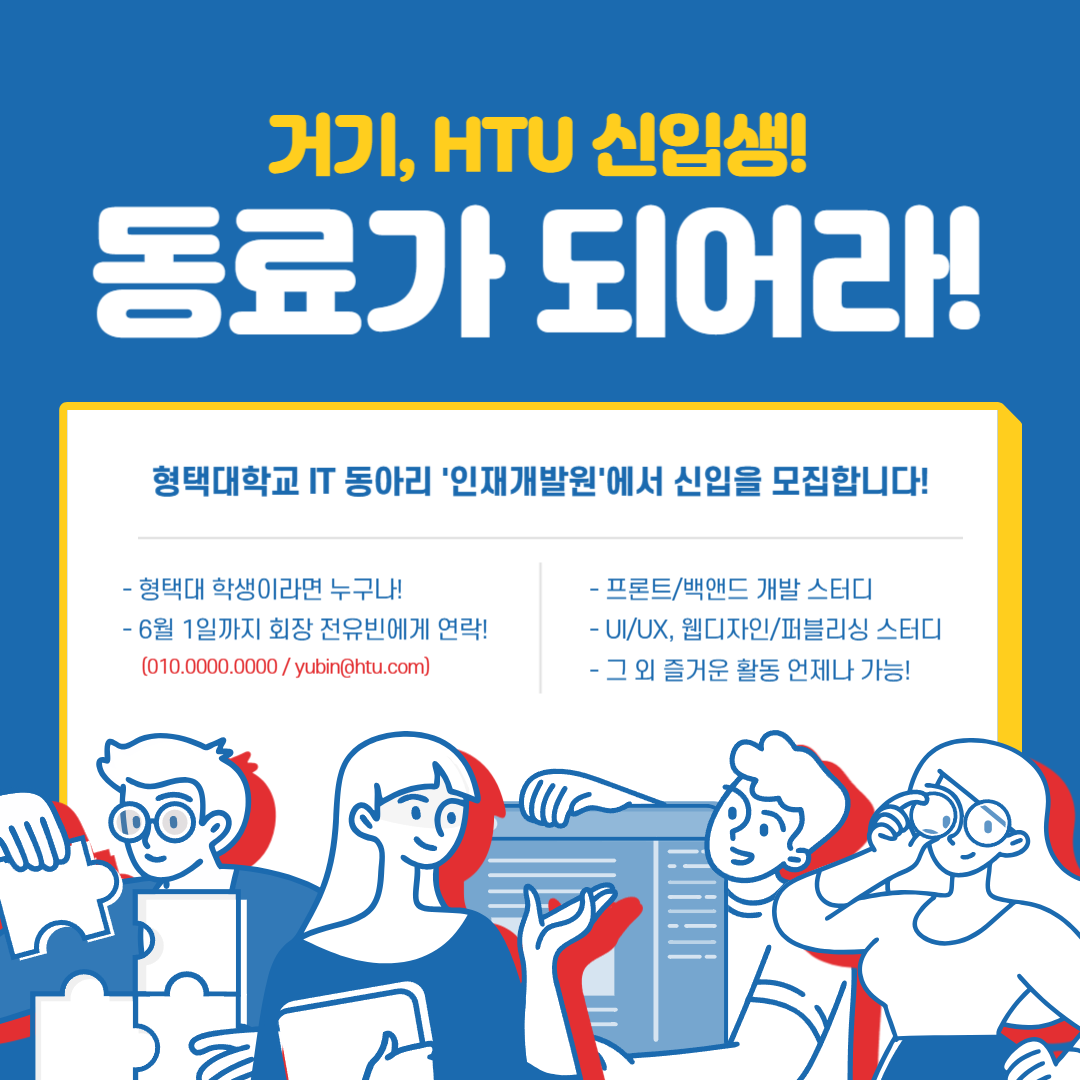 거기, HTU 신입생!
동료가 되어라!
형택대학교 IT 동아리 '인재개발원'에서 신입을 모집합니다!
- 형택대 학생이라면 누구나!
- 6월 1일까지 회장 전유빈에게 연락!
(010.0000.0000 / yubin@htu.com)
- 프론트/백앤드 개발 스터디
- UI/UX, 웹디자인/퍼블리싱 스터디
- 그 외 즐거운 활동 언제나 가능!